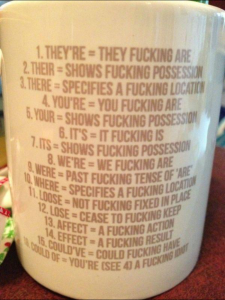 1. THEY'RE = THEY FUCKING ARE
2. THEIR = SHOWS FUCKING POSSESSION
3. THERE = SPECIFIES A FUCKING LOCATION
4. YOU'RE = YOU FUCKING ARE
5. YOUR = SHOWS FUCKING POSSESSION
6. IT'S = IT FUCKING IS
7. ITS = SHOWS FUCKING POSSESSION
8. WE'RE = WE FUCKING ARE
9. WERE = PAST FUCKING TENSE OF 'ARE'
10. WHERE = SPECIFIES A FUCKING LOCATION
11. LOOSE = NOT FUCKING FIXED IN PLACE
12. LOSE = CEASE TO FUCKING KEEP
13. AFFECT = A FUCKING ACTION
14. EFFECT = A FUCKING RESULT
15. COULD'VE = COULD FUCKING HAVE
16. COULD OF = YOU'RE (SEE 4) A FUCKING IDIOT